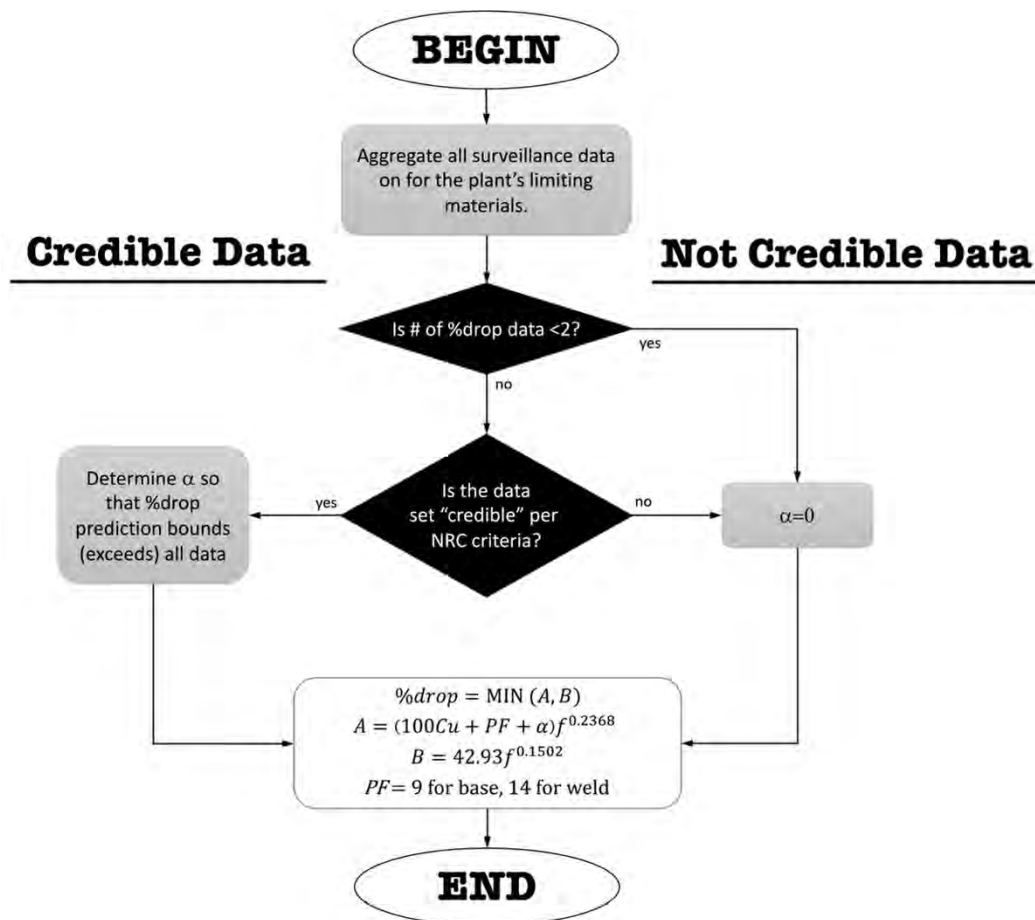 BEGIN
Aggregate all surveillance data
on for the plant's limiting
materials.
Credible Data
Not Credible Data
Is # of %drop data <2?
yes
no
Determine α so
that %drop
prediction bounds
(exceeds) all data
yes
Is the data
set “credible” per
NRC criteria?
no
α=0
%drop = MIN (A, B)
A = (100Cu + PF + α)f^0.2368
B = 42.93f^0.1502
PF= 9 for base, 14 for weld
END